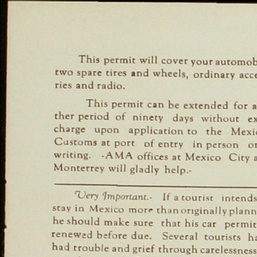 This permit will cover your automob
two spare tires and wheels, ordinary acce
ries and radio.
This permit can be extended for a
ther period of ninety days without ex
charge upon application to the Mexi
Customs at port of entry in person or
writing. -AMA offices at Mexico City a
Monterrey will gladly help.-
Very Important.- If a tourist intends
stay in Mexico more than originally plann
he should make sure that his car permit
renewed before due. Several tourists ha
had trouble and grief through carelessness